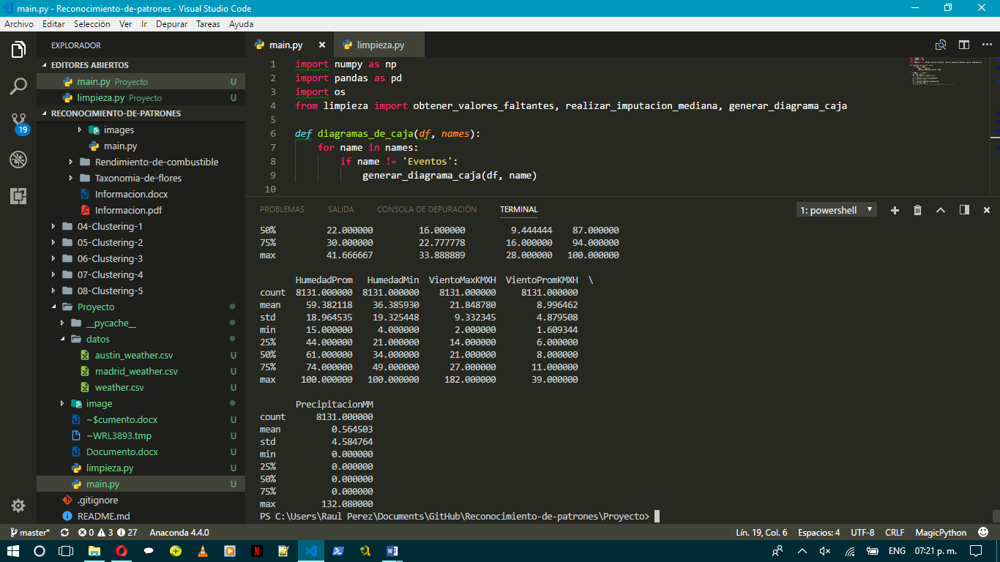 main.py - Reconocimiento-de-patrones - Visual Studio Code
Archivo Editar Selección Ver Ir Depurar Tareas Ayuda
EXPLORADOR
EDITORES ABIERTOS
main.py Proyecto U
limpieza.py Proyecto U
RECONOCIMIENTO-DE-PATRONES
19
images
main.py
Rendimiento-de-combustible
Taxonomia-de-flores
Informacion.docx
Informacion.pdf
04-Clustering-1
05-Clustering-2
06-Clustering-3
07-Clustering-4
08-Clustering-5
Proyecto
__pycache__
datos
austin_weather.csv U
madrid_weather.csv U
weather.csv U
image
~$cumento.docx U
~WRL3893.tmp U
Documento.docx U
limpieza.py U
main.py U
.gitignore
README.md
main.py limpieza.py
1 import numpy as np
2 import pandas as pd
3 import os
4 from limpieza import obtener_valores_faltantes, realizar_imputacion_mediana, generar_diagrama_caja
5
6 def diagramas_de_caja(df, names):
7 for name in names:
8 if name != 'Eventos':
9 generar_diagrama_caja(df, name)
10
PROBLEMAS SALIDA CONSOLA DE DEPURACIÓN TERMINAL 1: powershell
50% 22.000000 16.000000 9.444444 87.000000
75% 30.000000 22.777778 16.000000 94.000000
max 41.666667 33.888889 28.000000 100.000000
HumedadProm HumedadMin VientoMaxKMXH VientoPromKMXH \
count 8131.000000 8131.000000 8131.000000 8131.000000
mean 59.382118 36.385930 21.848780 8.996462
std 18.964535 19.325448 9.332345 4.879508
min 15.000000 4.000000 2.000000 1.609344
25% 44.000000 21.000000 14.000000 6.000000
50% 61.000000 34.000000 21.000000 8.000000
75% 74.000000 49.000000 27.000000 11.000000
max 100.000000 100.000000 182.000000 39.000000
PrecipitacionMM
count 8131.000000
mean 0.564503
std 4.584764
min 0.000000
25% 0.000000
50% 0.000000
75% 0.000000
max 132.080000
PS C:\Users\Raul Perez\Documents\GitHub\Reconocimiento-de-patrones\Proyecto>
master* 0 3 27 Anaconda 4.4.0 Lín. 19, Col. 6 Espacios: 4 UTF-8 CRLF MagicPython
ENG 07:21 p. m.